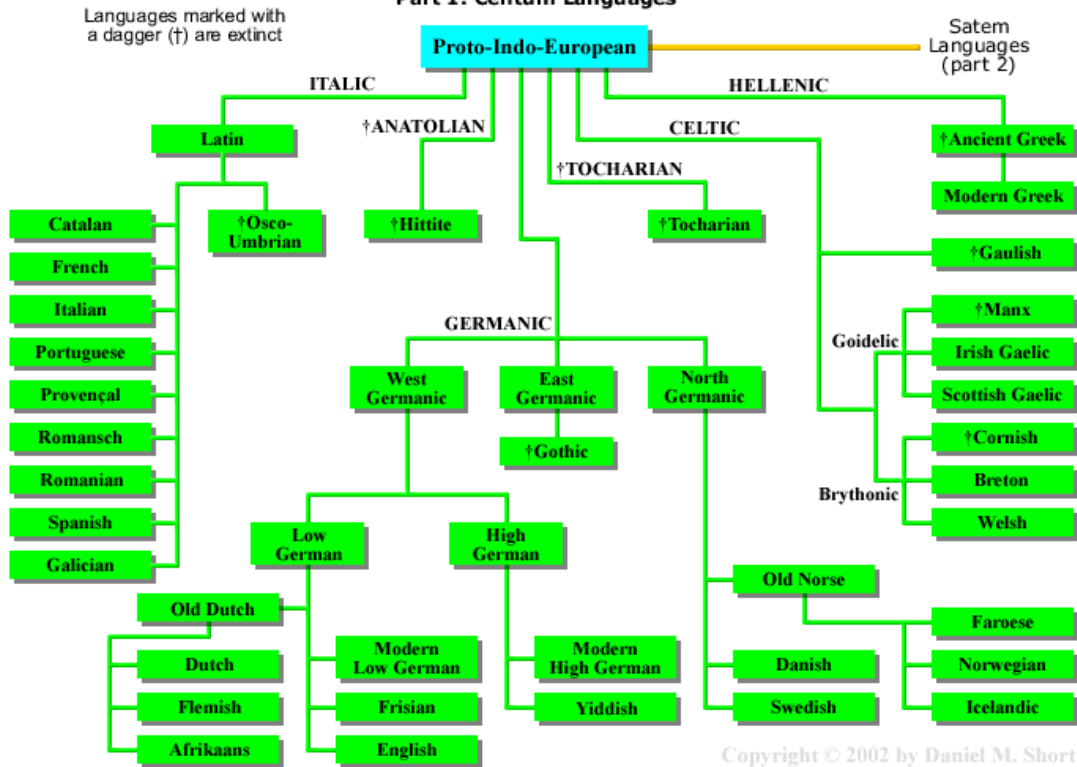 Part 1: Centum Languages
Languages marked with
a dagger (†) are extinct
Proto-Indo-European
Satem
Languages
(part 2)
ITALIC
HELLENIC
†ANATOLIAN
CELTIC
Latin
†Ancient Greek
†TOCHARIAN
Modern Greek
Catalan
†Osco-
Umbrian
†Hittite
†Tocharian
†Gaulish
French
Italian
†Manx
GERMANIC
Goidelic
Portuguese
Irish Gaelic
West
Germanic
East
Germanic
North
Germanic
Provençal
Scottish Gaelic
Romansch
†Gothic
†Cornish
Romanian
Breton
Brythonic
Spanish
Welsh
Low
German
High
German
Galician
Old Norse
Old Dutch
Faroese
Modern
Low German
Modern
High German
Dutch
Danish
Norwegian
Flemish
Frisian
Yiddish
Swedish
Icelandic
Afrikaans
English
Copyright © 2002 by Daniel M. Short